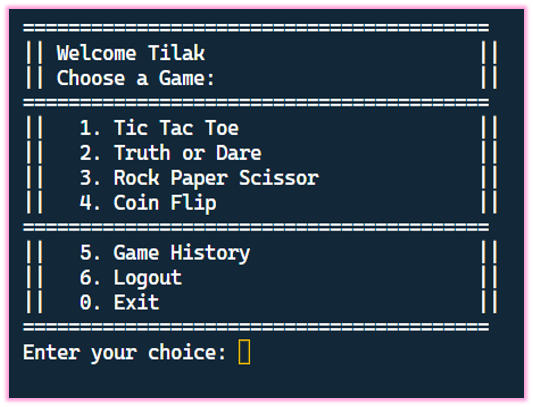 =========================================
|| Welcome Tilak                       ||
|| Choose a Game:                      ||
=========================================
||   1. Tic Tac Toe                     ||
||   2. Truth or Dare                   ||
||   3. Rock Paper Scissor              ||
||   4. Coin Flip                       ||
=========================================
||   5. Game History                    ||
||   6. Logout                          ||
||   0. Exit                            ||
=========================================
Enter your choice: